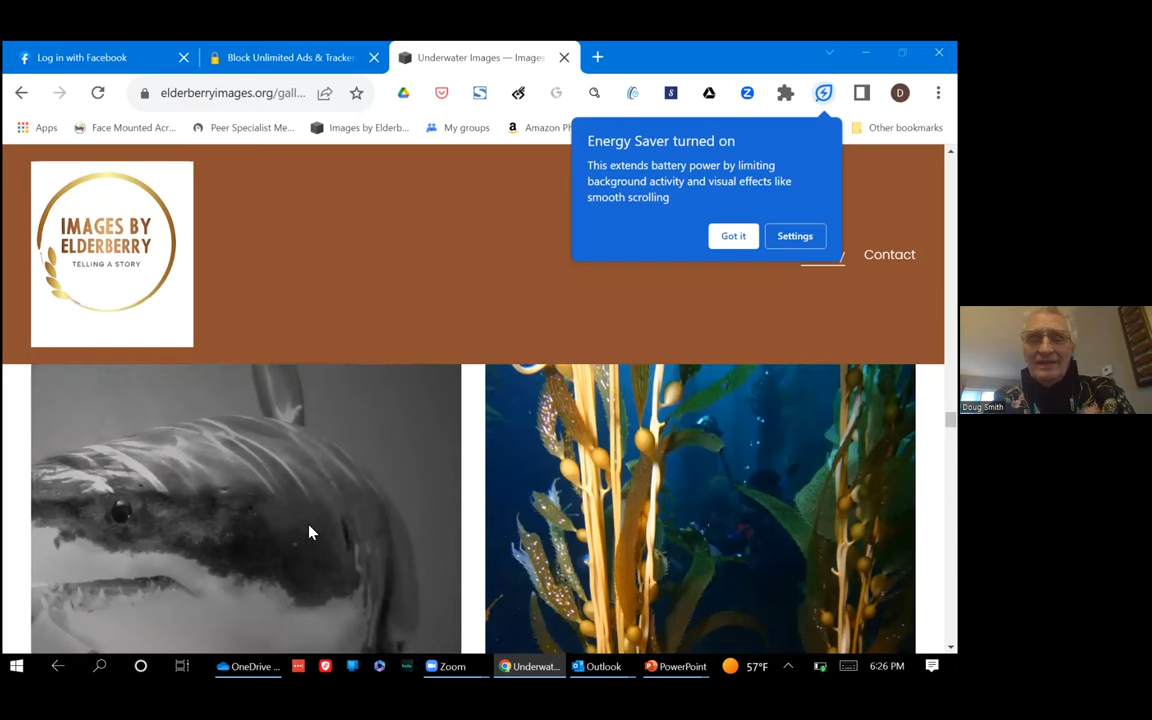 Log in with Facebook
Block Unlimited Ads & Tracke
Underwater Images — Images
elderberryimages.org/gall...
Apps
Face Mounted Acr...
Peer Specialist Me...
Images by Elderb...
My groups
Amazon
Other bookmarks
Energy Saver turned on
This extends battery power by limiting
background activity and visual effects like
smooth scrolling
Got it
Settings
IMAGES BY
ELDERBERRY
TELLING A STORY
Contact
Doug Smith
OneDrive
Zoom
Underwat...
Outlook
PowerPoint
57°F
6:26 PM